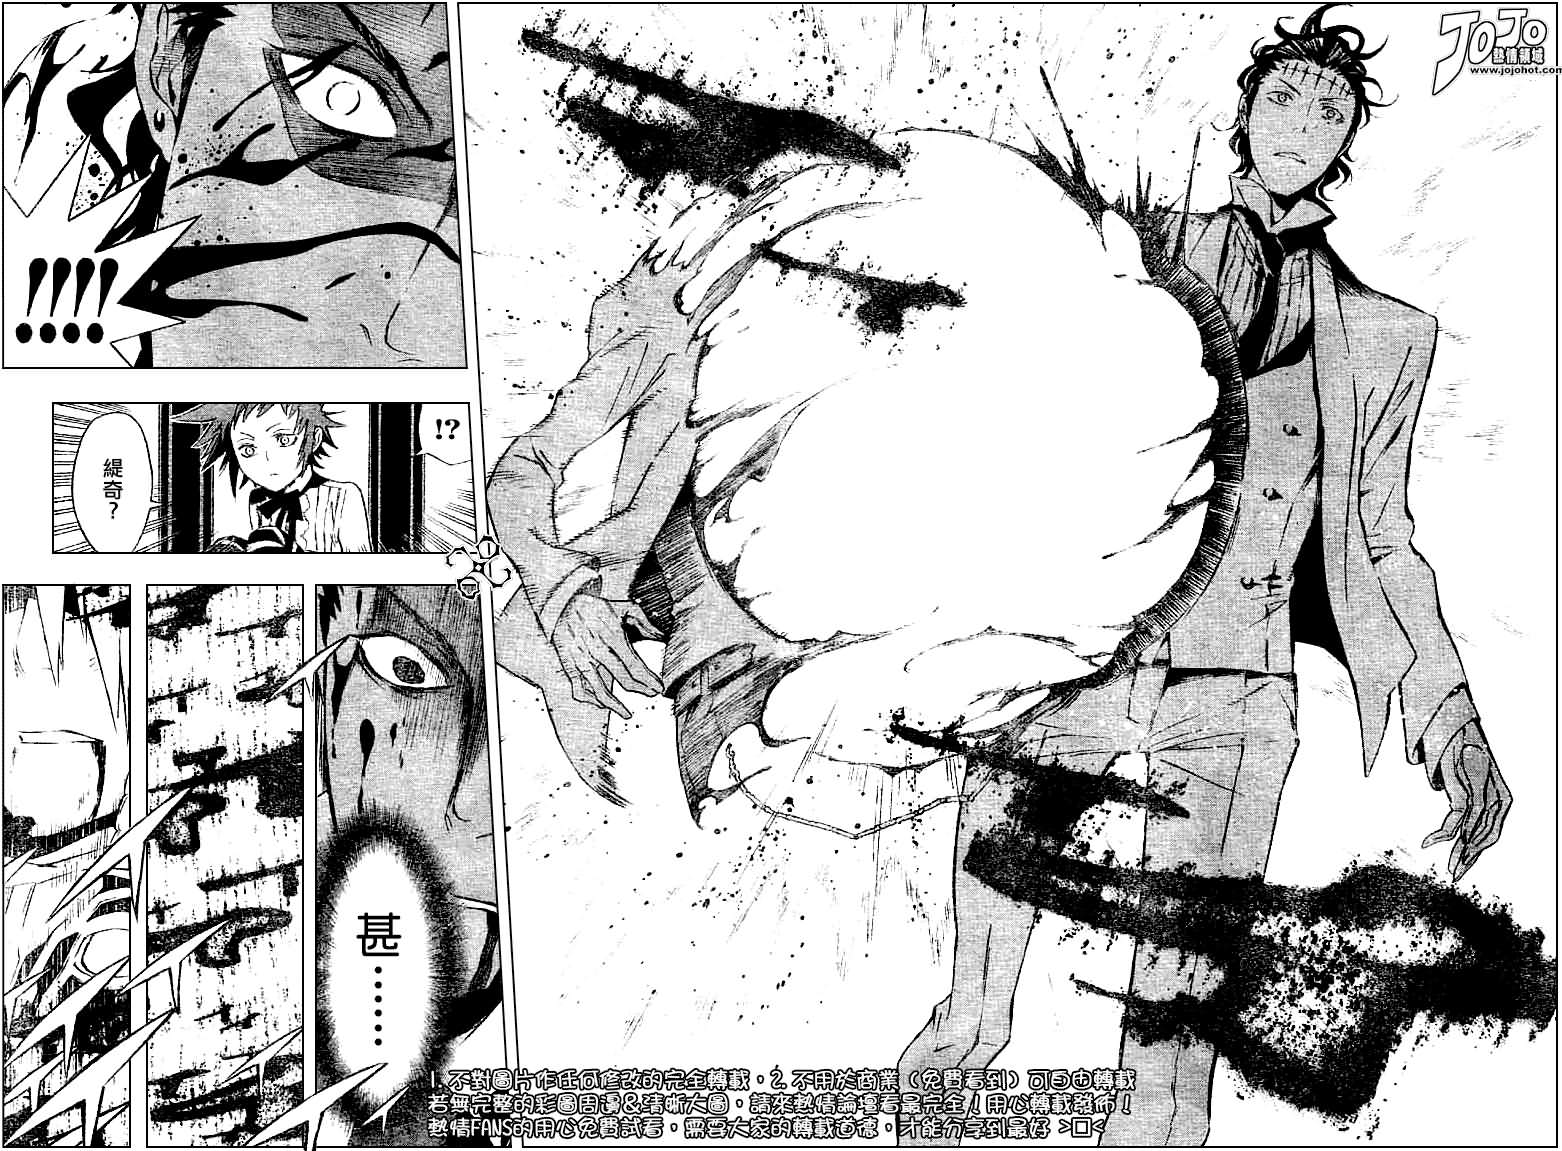 JOJO
熱情領域
www.jojohot.com
!!!!
!?
緹奇?
甚……
1. 不對圖片作任何修改的完全轉載，2. 不用於商業（免費看到）可自由轉載
若無完整的彩圖周漫&清晰大圖，請來熱情論壇看最完全！用心轉載發佈！
熱情FANS的用心免費試看，需要大家的轉載道德，才能分享到最好 >口<